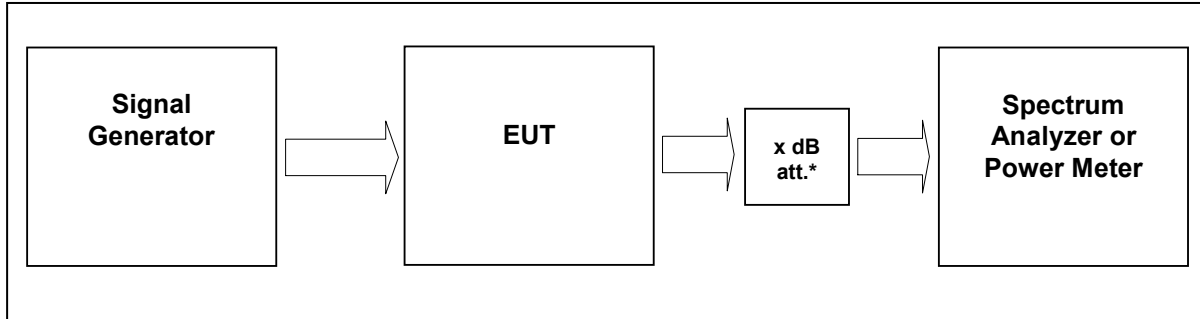 Signal
Generator
EUT
x dB
att.*
Spectrum
Analyzer or
Power Meter